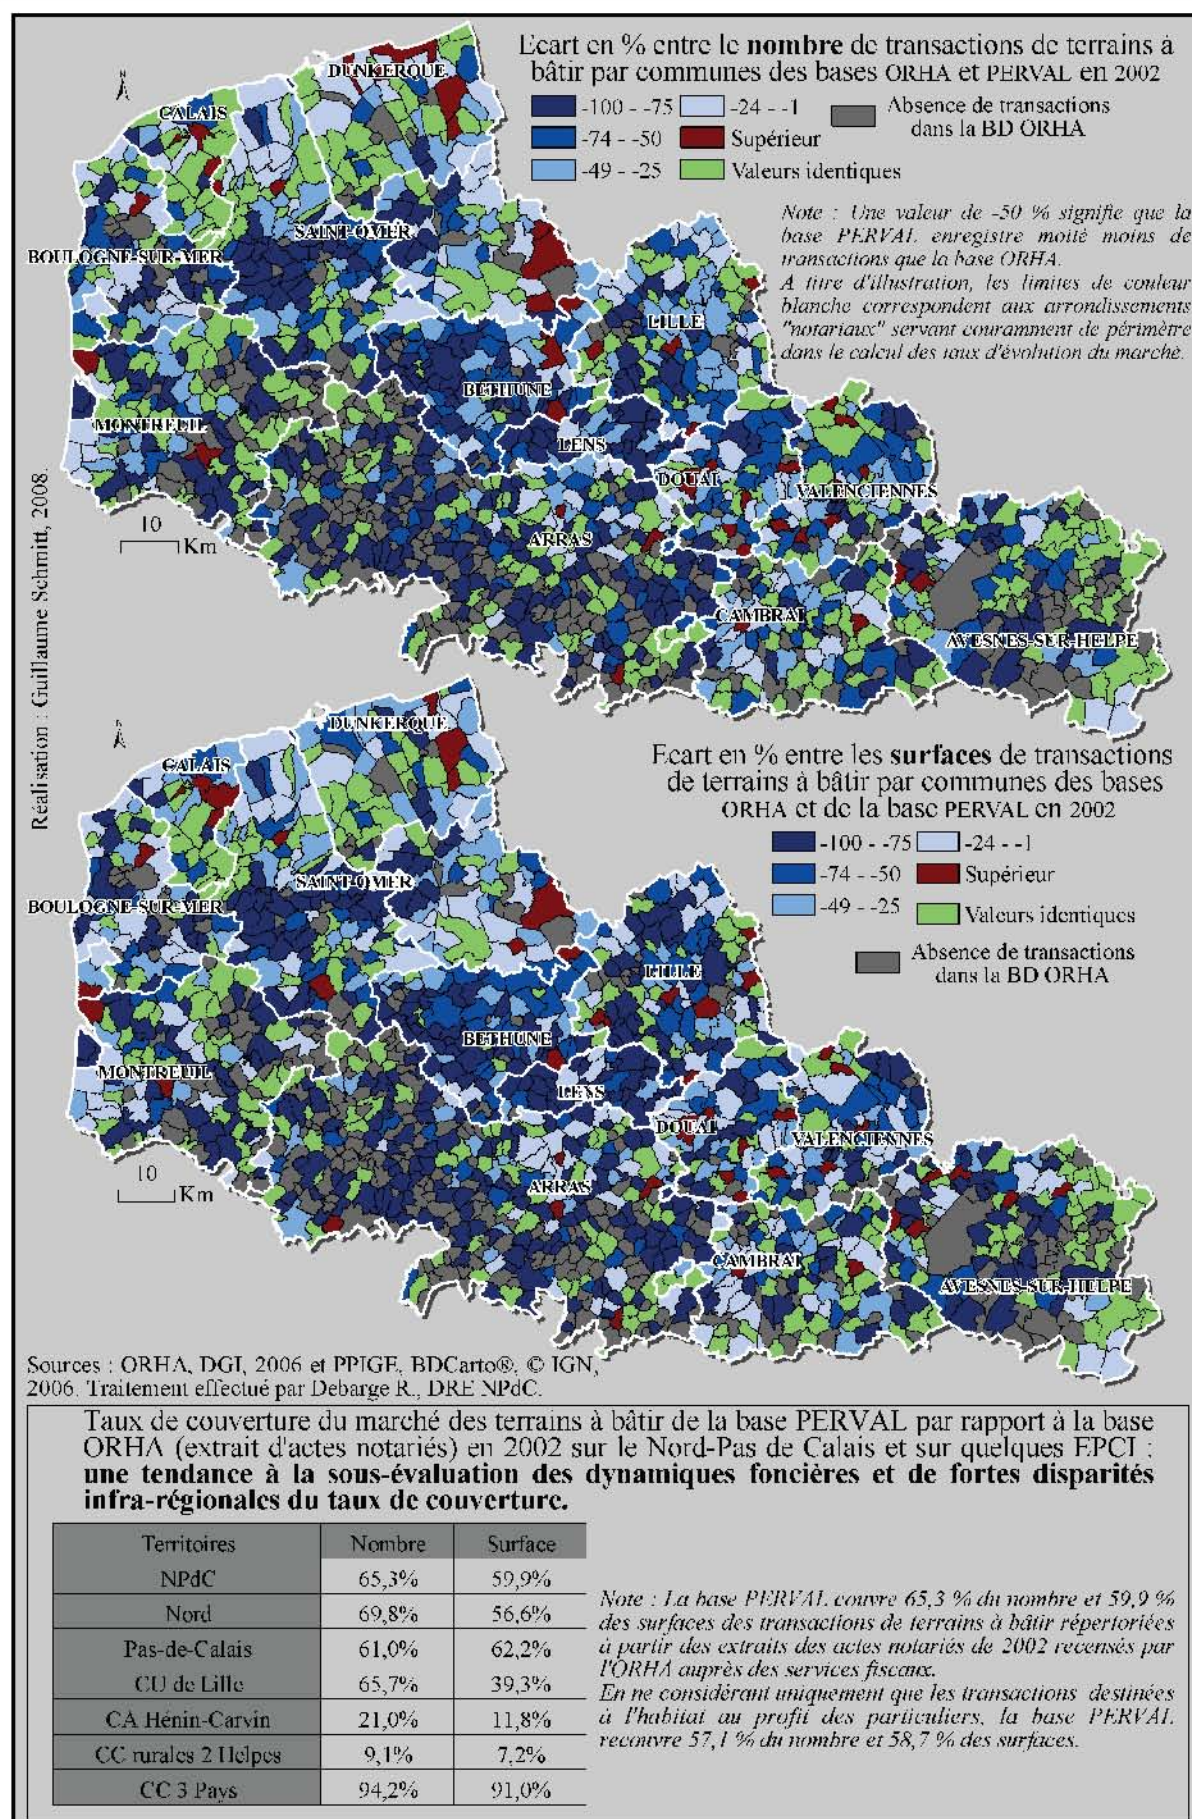 Ecart en % entre le nombre de transactions de terrains à
bâtir par communes des bases ORHA et PERVAL en 2002
-100 - -75
-24 - -1
Absence de transactions
dans la BD ORHA
-74 - -50
Supérieur
-49 - -25
Valeurs identiques
Note : Une valeur de -50 % signifie que la
base PERVAL enregistre moité moins de
transactions que la base ORHA.
A titre d'illustration, les limites de couleur
blanche correspondent aux arrondissements
"notariaux" servant couramment de périmètre
dans le calcul des taux d'évolution du marché.
N
DUNKERQUE
CALAIS
SAINT-OMER
BOULOGNE-SUR-MER
LILLE
BETHUNE
MONTREUIL
LENS
DOUAI
VALENCIENNES
ARRAS
CAMBRAI
AVESNES-SUR-HELPE
10
Km
Réalisation : Guillaume Schmitt, 2008.
Ecart en % entre les surfaces de transactions
de terrains à bâtir par communes des bases
ORHA et de la base PERVAL en 2002
-100 - -75
-24 - -1
-74 - -50
Supérieur
-49 - -25
Valeurs identiques
Absence de transactions
dans la BD ORHA
N
DUNKERQUE
CALAIS
SAINT-OMER
BOULOGNE-SUR-MER
LILLE
BETHUNE
MONTREUIL
LENS
DOUAI
VALENCIENNES
ARRAS
CAMBRAI
AVESNES-SUR-HELPE
10
Km
Sources : ORHA, DGI, 2006 et PPIGE, BDCarto®, © IGN,
2006. Traitement effectué par Debarge R., DRE NPdC.
Taux de couverture du marché des terrains à bâtir de la base PERVAL par rapport à la base
ORHA (extrait d'actes notariés) en 2002 sur le Nord-Pas de Calais et sur quelques EPCI :
une tendance à la sous-évaluation des dynamiques foncières et de fortes disparités
infra-régionales du taux de couverture.
Territoires Nombre Surface
NPdC 65,3% 59,9%
Nord 69,8% 56,6%
Pas-de-Calais 61,0% 62,2%
CU de Lille 65,7% 39,3%
CA Hénin-Carvin 21,0% 11,8%
CC rurales 2 Helpes 9,1% 7,2%
CC 3 Pays 94,2% 91,0%
Note : La base PERVAL couvre 65,3 % du nombre et 59,9 %
des surfaces des transactions de terrains à bâtir répertoriées
à partir des extraits des actes notariés de 2002 recensés par
l'ORHA auprès des services fiscaux.
En ne considérant uniquement que les transactions destinées
à l'habitat au profit des particuliers, la base PERVAL
recouvre 57,1 % du nombre et 58,7 % des surfaces.